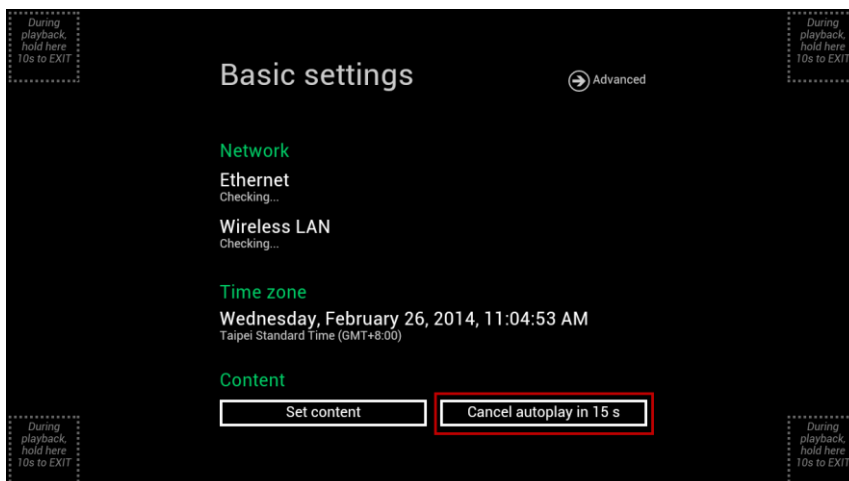 During
playback,
hold here
10s to EXIT
During
playback,
hold here
10s to EXIT
Basic settings
Advanced
Network
Ethernet
Checking...
Wireless LAN
Checking...
Time zone
Wednesday, February 26, 2014, 11:04:53 AM
Taipei Standard Time (GMT+8:00)
Content
Set content
Cancel autoplay in 15 s
During
playback,
hold here
10s to EXIT
During
playback,
hold here
10s to EXIT